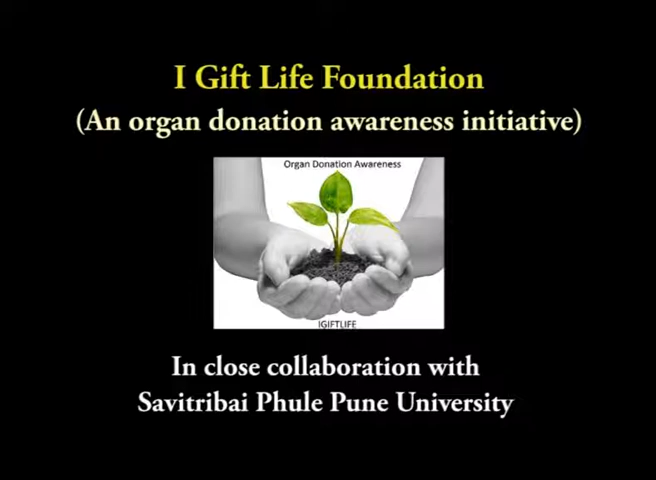 I Gift Life Foundation
(An organ donation awareness initiative)
Organ Donation Awareness
IGIFTLIFE
In close collaboration with
Savitribai Phule Pune University